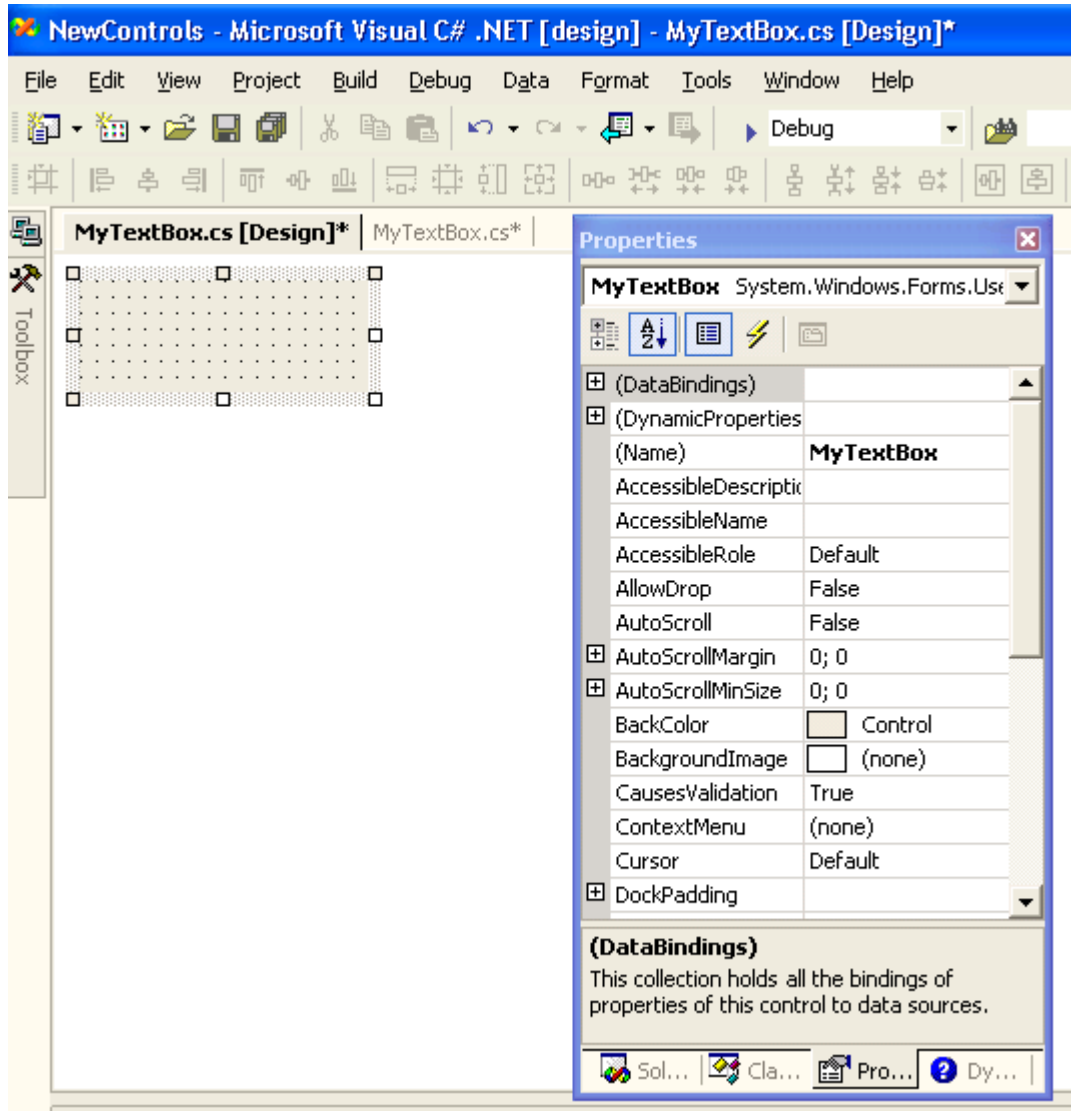 NewControls - Microsoft Visual C# .NET [design] - MyTextBox.cs [Design]*
File Edit View Project Build Debug Data Format Tools Window Help
Debug
MyTextBox.cs [Design]* MyTextBox.cs*
Toolbox
Properties
MyTextBox System.Windows.Forms.Use
(DataBindings)
(DynamicProperties
(Name) MyTextBox
AccessibleDescriptic
AccessibleName
AccessibleRole Default
AllowDrop False
AutoScroll False
AutoScrollMargin 0; 0
AutoScrollMinSize 0; 0
BackColor Control
BackgroundImage (none)
CausesValidation True
ContextMenu (none)
Cursor Default
DockPadding
(DataBindings)
This collection holds all the bindings of
properties of this control to data sources.
Sol... Cla... Pro... Dy...